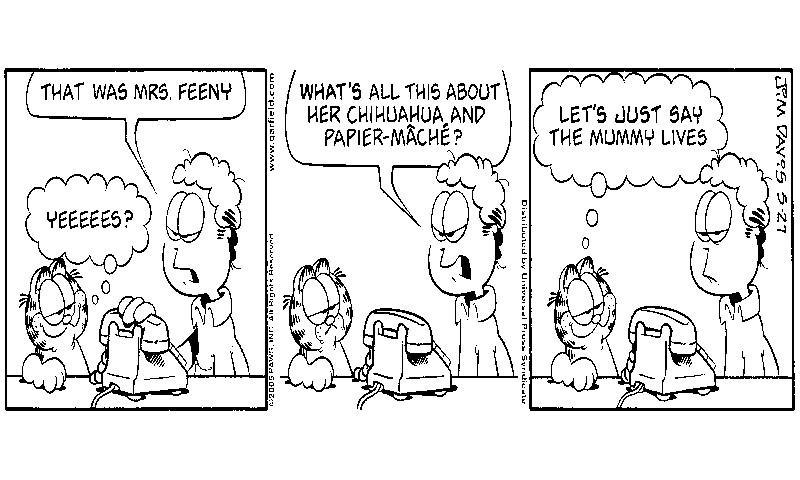 THAT WAS MRS. FEENY
YEEEEES?
www.garfield.com
© 2005 PAWS, INC. All Rights Reserved.
WHAT'S ALL THIS ABOUT
HER CHIHUAHUA AND
PAPIER-MÂCHÉ?
Distributed by Universal Press Syndicate
LET'S JUST SAY
THE MUMMY LIVES
JIM DAVIS 5-27